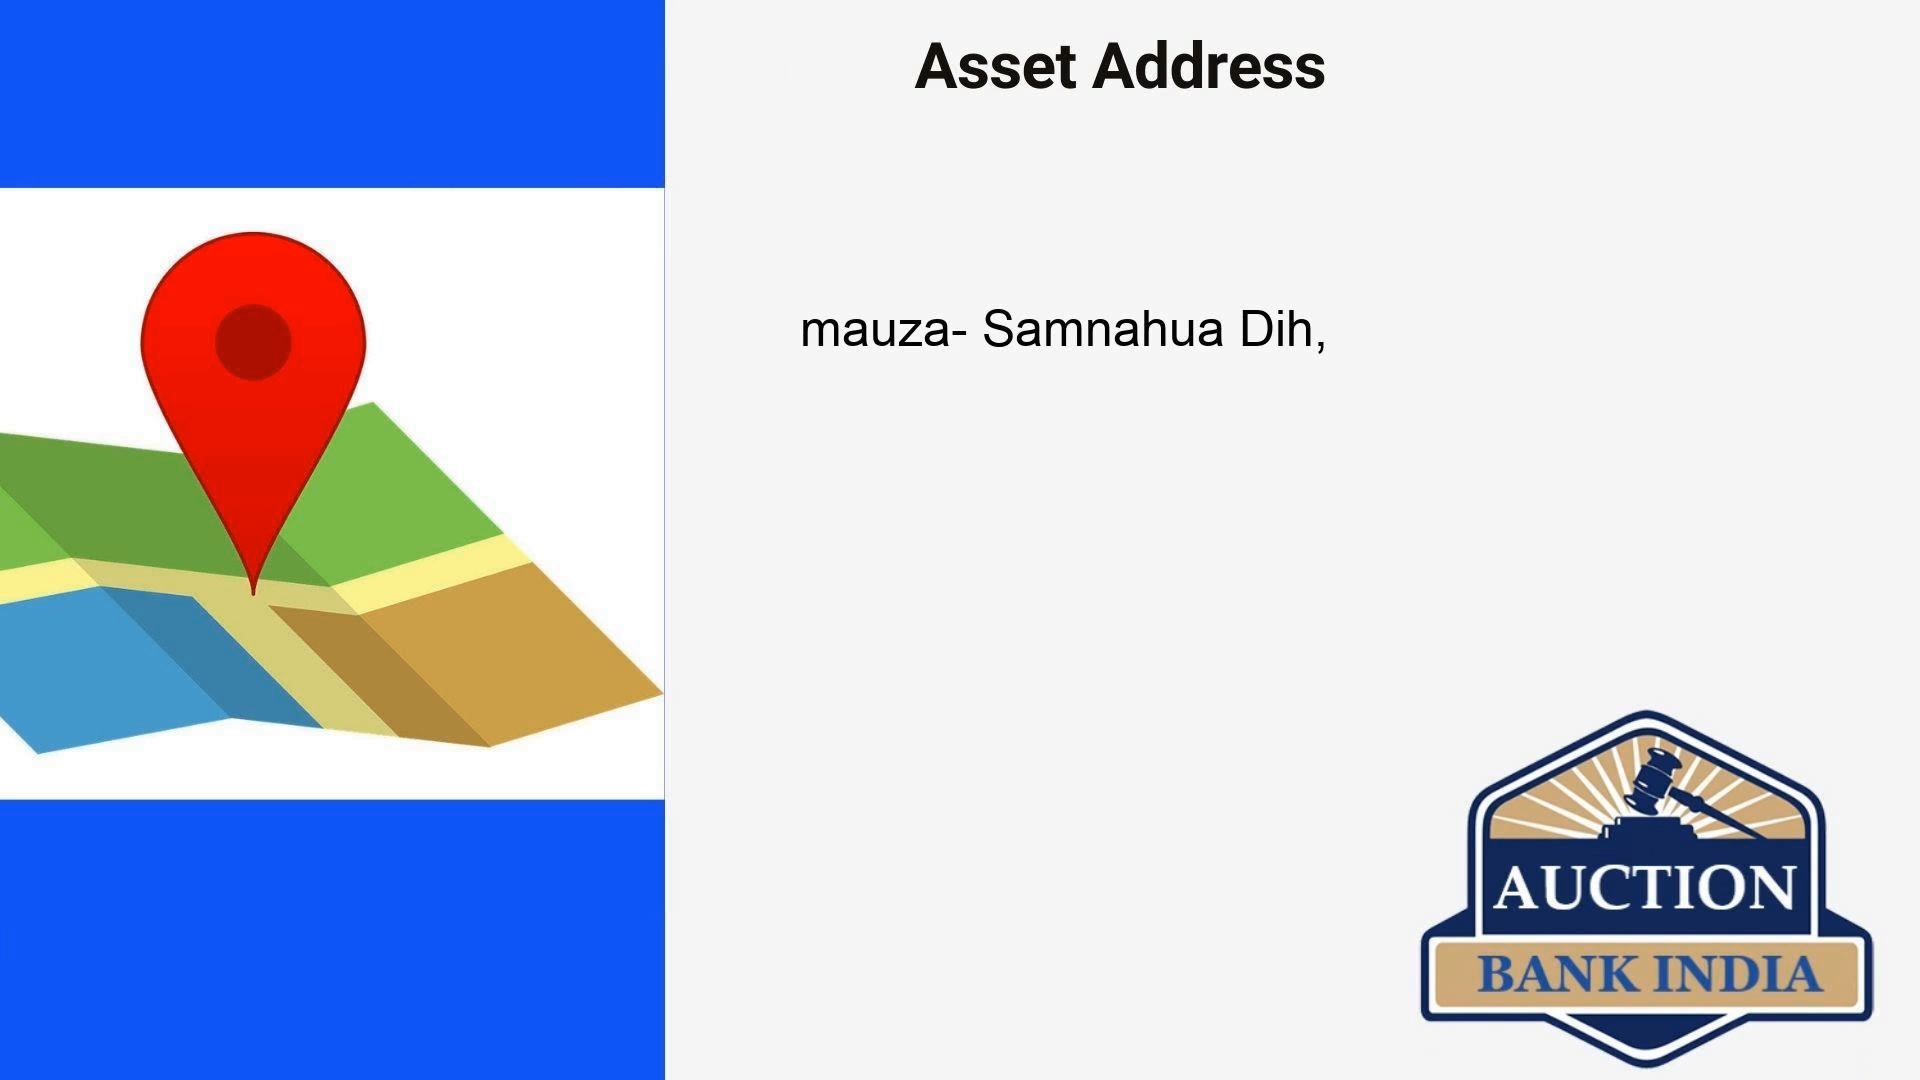 Asset Address
mauza- Samnahua Dih,
AUCTION
BANK INDIA